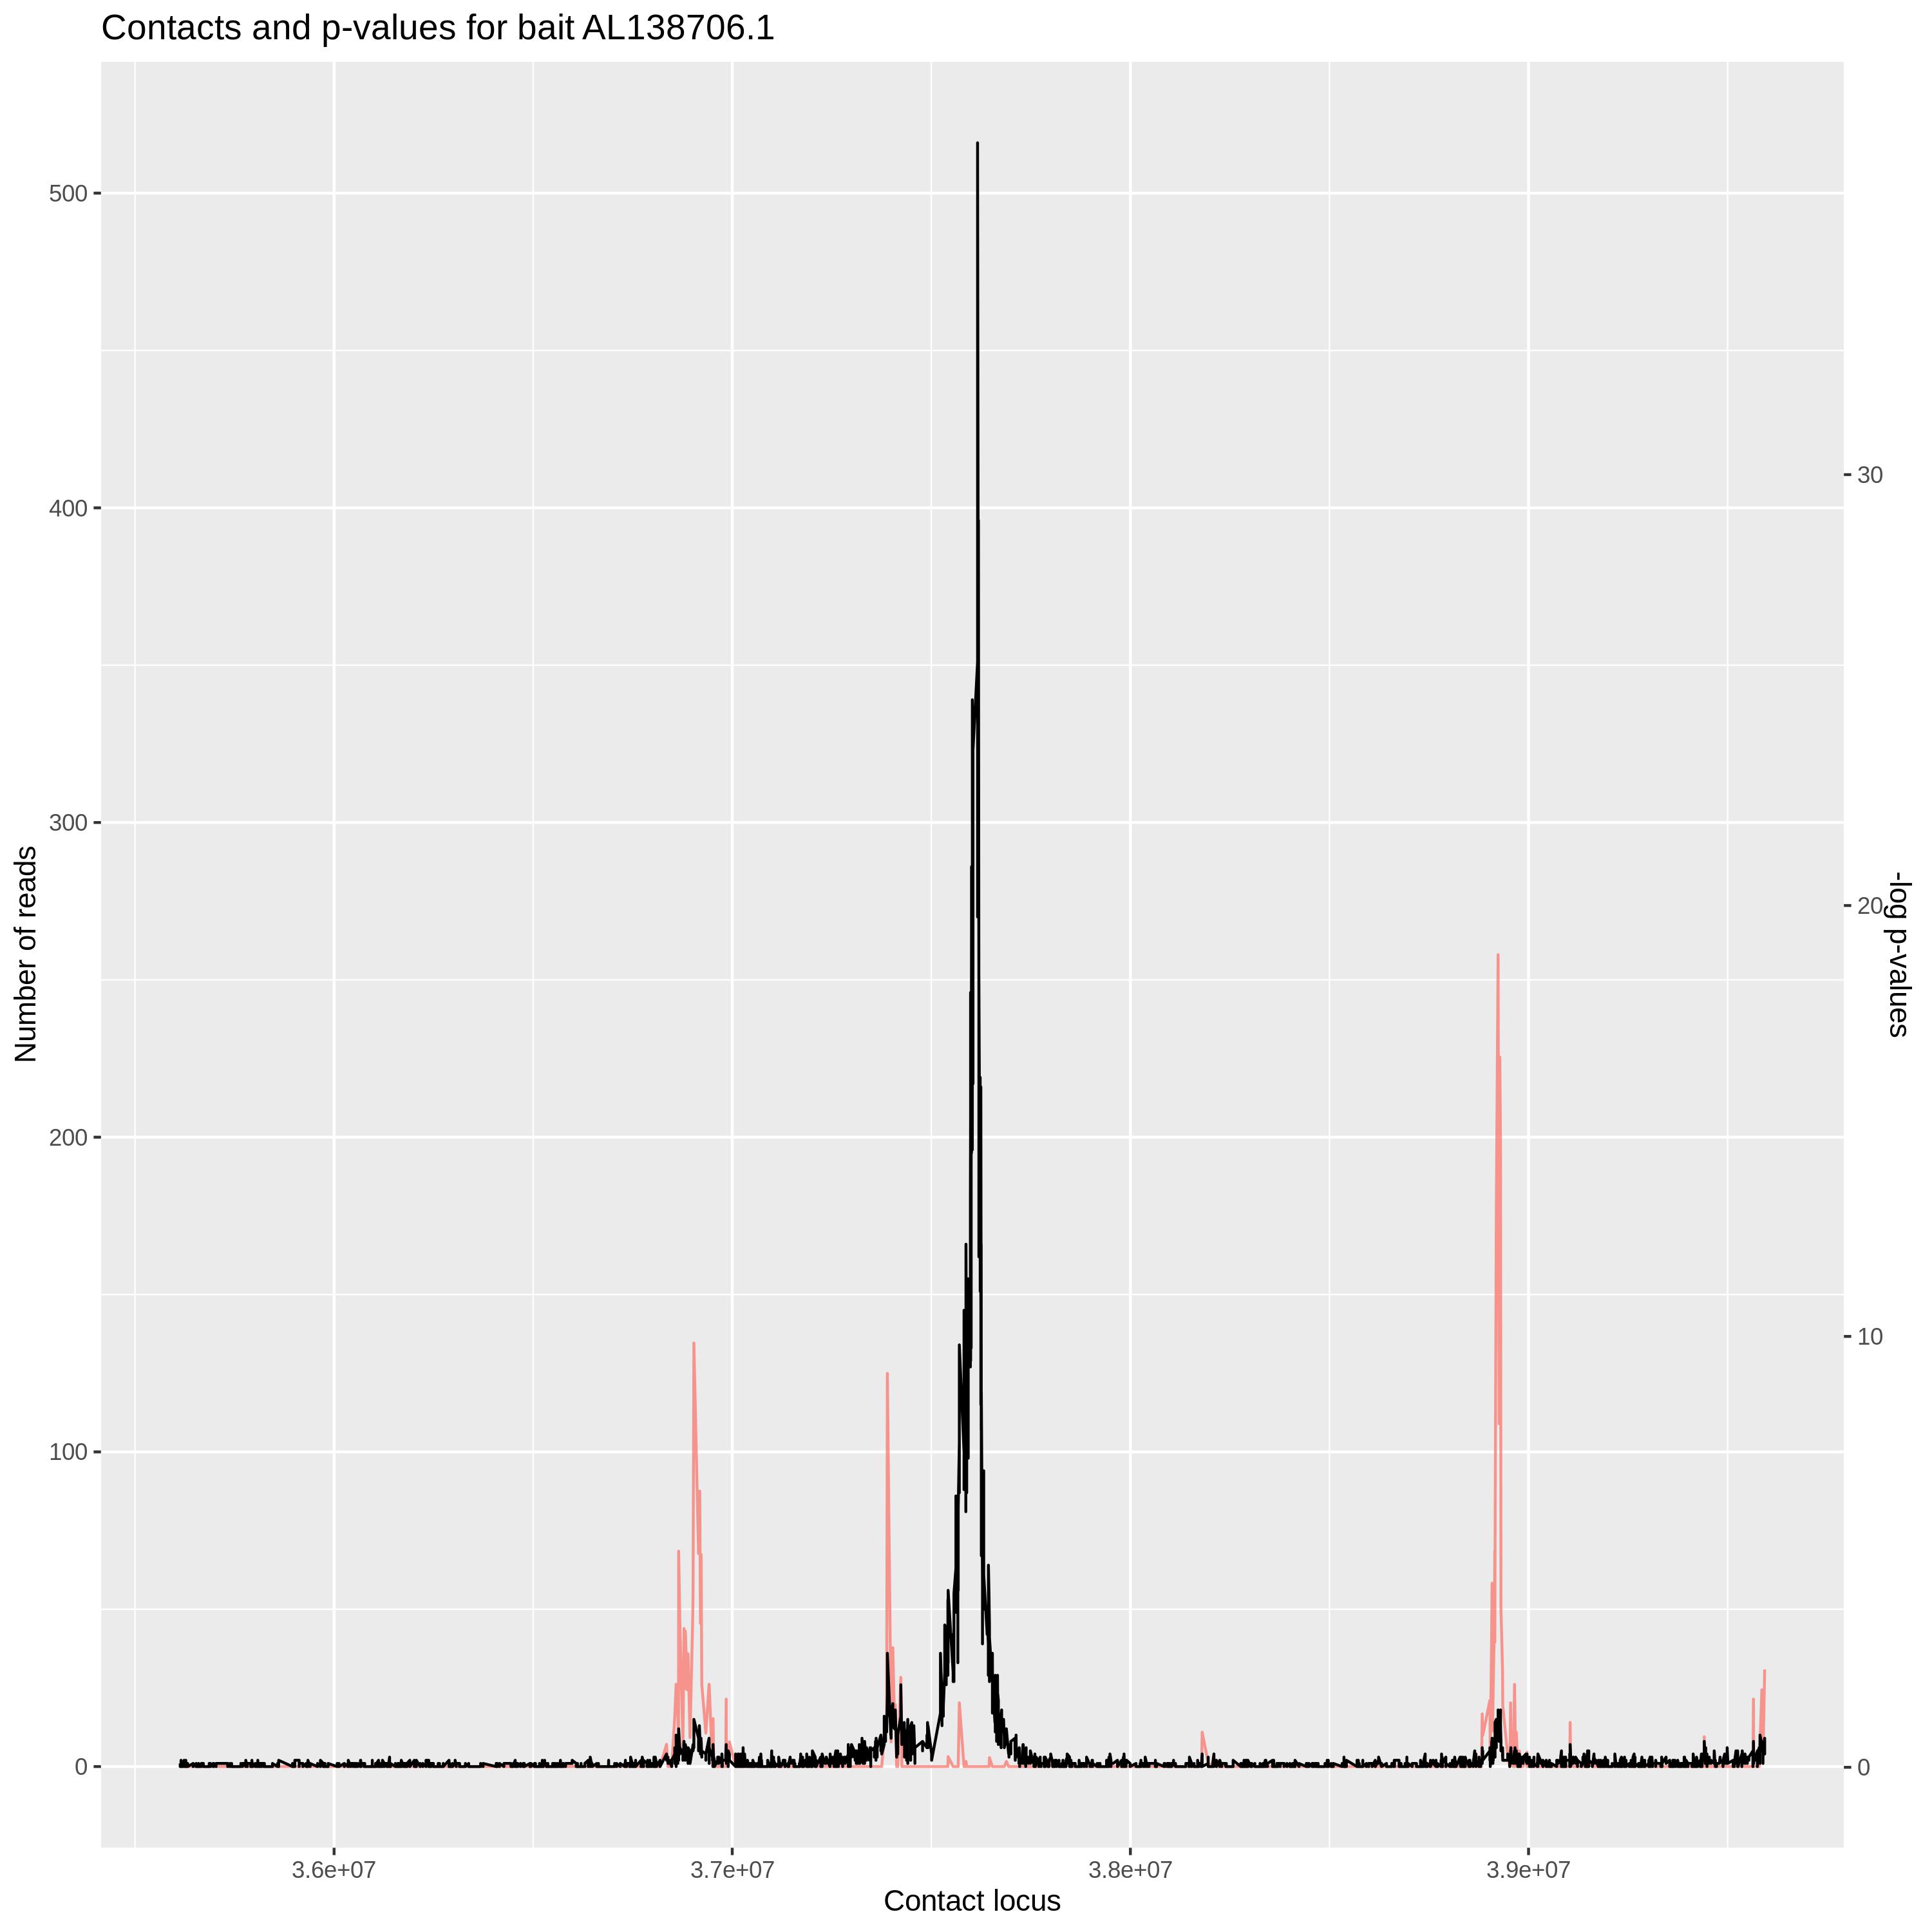 Contacts and p-values for bait AL138706.1
500
400
300
200
100
0
Number of reads
30
20
10
0
-log p-values
3.6e+07
3.7e+07
3.8e+07
3.9e+07
Contact locus